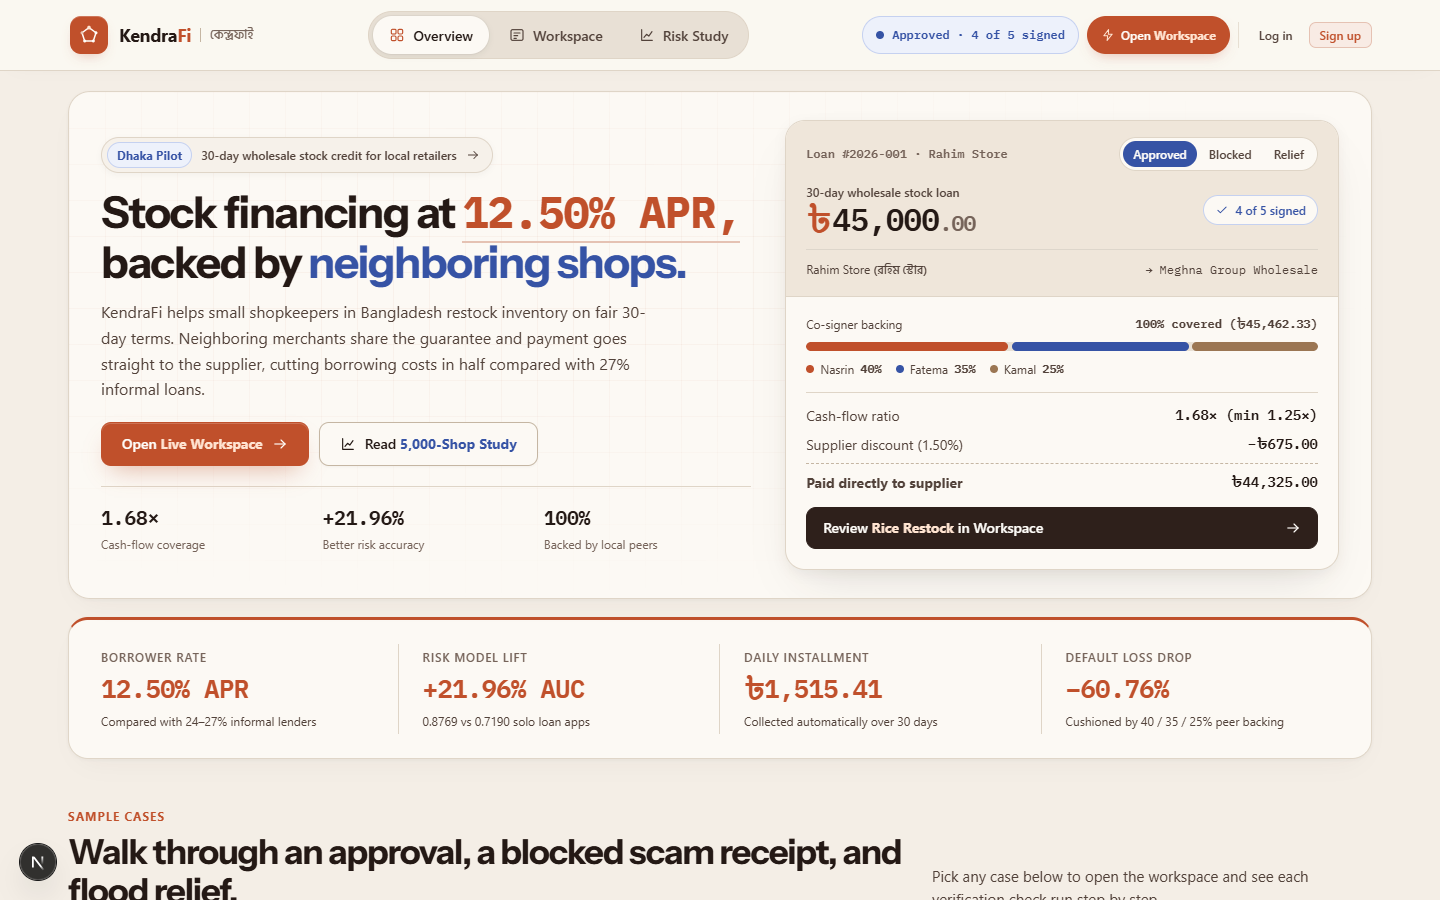 KendraFi | কেন্দ্রফাই
Overview
Workspace
Risk Study
Approved · 4 of 5 signed
Open Workspace
Log in
Sign up
Dhaka Pilot
30-day wholesale stock credit for local retailers →
Stock financing at 12.50% APR,
backed by neighboring shops.
KendraFi helps small shopkeepers in Bangladesh restock inventory on fair 30-
day terms. Neighboring merchants share the guarantee and payment goes
straight to the supplier, cutting borrowing costs in half compared with 27%
informal loans.
Open Live Workspace →
Read 5,000-Shop Study
1.68×
Cash-flow coverage
+21.96%
Better risk accuracy
100%
Backed by local peers
Loan #2026-001 · Rahim Store
Approved
Blocked
Relief
30-day wholesale stock loan
৳45,000.00
4 of 5 signed
Rahim Store (রহিম স্টোর)
→ Meghna Group Wholesale
Co-signer backing
100% covered (৳45,462.33)
Nasrin 40%
Fatema 35%
Kamal 25%
Cash-flow ratio
1.68× (min 1.25×)
Supplier discount (1.50%)
−৳675.00
Paid directly to supplier
৳44,325.00
Review Rice Restock in Workspace →
BORROWER RATE
12.50% APR
Compared with 24–27% informal lenders
RISK MODEL LIFT
+21.96% AUC
0.8769 vs 0.7190 solo loan apps
DAILY INSTALLMENT
৳1,515.41
Collected automatically over 30 days
DEFAULT LOSS DROP
−60.76%
Cushioned by 40 / 35 / 25% peer backing
SAMPLE CASES
Walk through an approval, a blocked scam receipt, and
flood relief.
Pick any case below to open the workspace and see each
verification check run step by step.
N